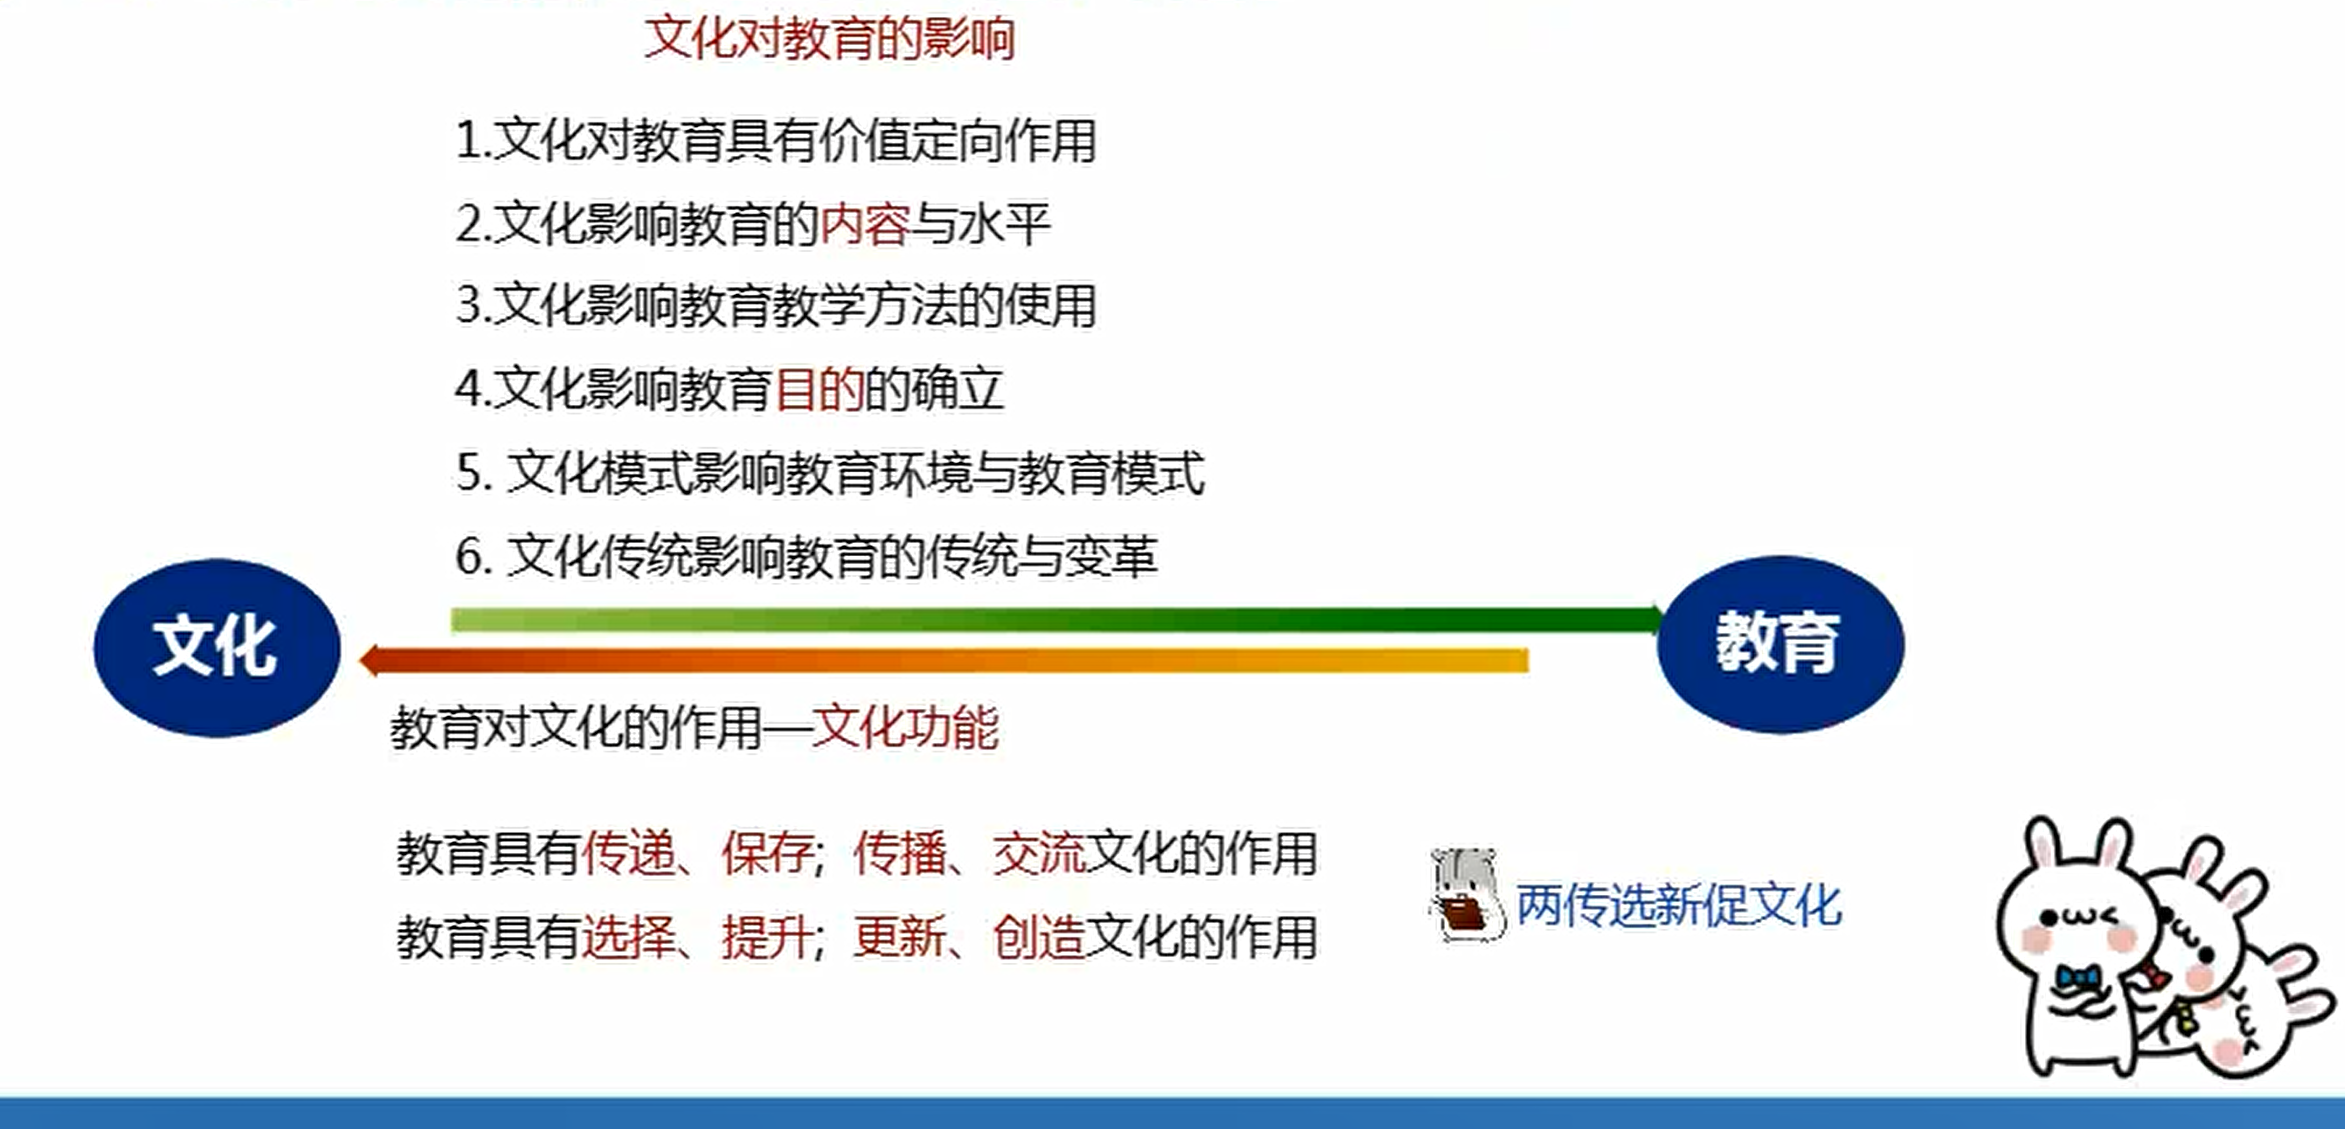 文化对教育的影响
1.文化对教育具有价值定向作用
2.文化影响教育的内容与水平
3.文化影响教育教学方法的使用
4.文化影响教育目的的确立
5. 文化模式影响教育环境与教育模式
6. 文化传统影响教育的传统与变革
文化
教育
教育对文化的作用—文化功能
教育具有传递、保存；传播、交流文化的作用
教育具有选择、提升；更新、创造文化的作用
两传选新促文化